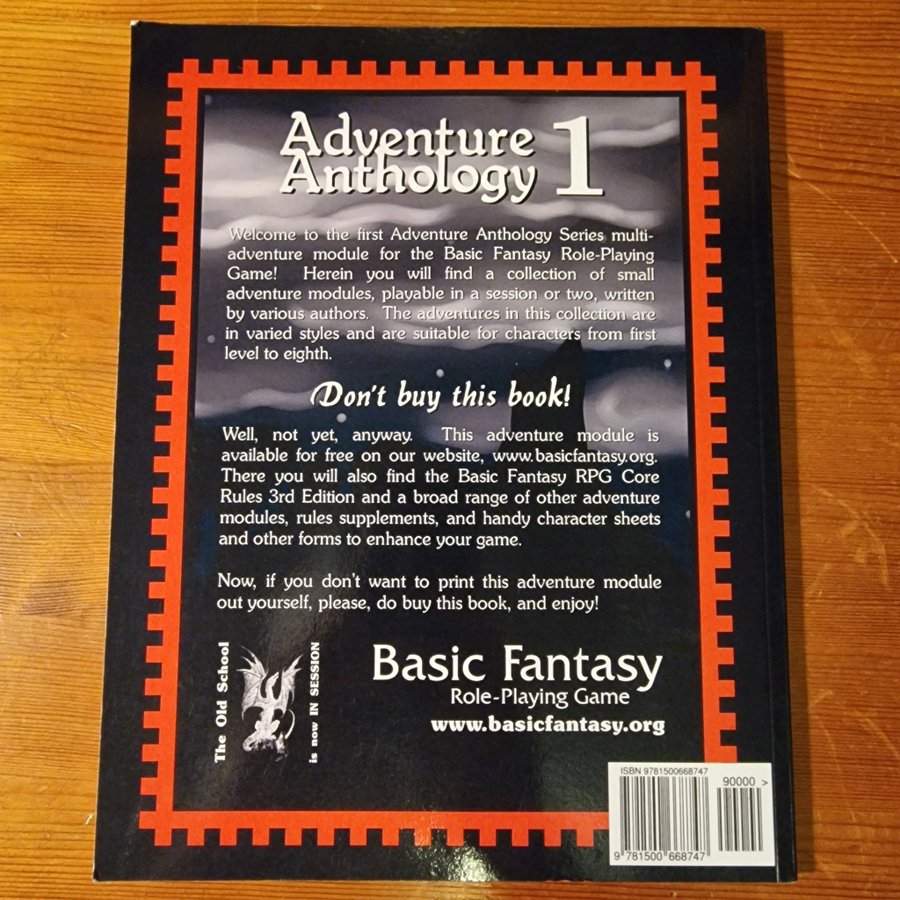 Adventure
Anthology 1
Welcome to the first Adventure Anthology Series multi-
adventure module for the Basic Fantasy Role-Playing
Game! Herein you will find a collection of small
adventure modules, playable in a session or two, written
by various authors. The adventures in this collection are
in varied styles and are suitable for characters from first
level to eighth.
Don't buy this book!
Well, not yet, anyway. This adventure module is
available for free on our website, www.basicfantasy.org.
There you will also find the Basic Fantasy RPG Core
Rules 3rd Edition and a broad range of other adventure
modules, rules supplements, and handy character sheets
and other forms to enhance your game.
Now, if you don't want to print this adventure module
out yourself, please, do buy this book, and enjoy!
The Old School
is now IN SESSION
Basic Fantasy
Role-Playing Game
www.basicfantasy.org
ISBN 9781500668747
90000 >
9 781500 668747